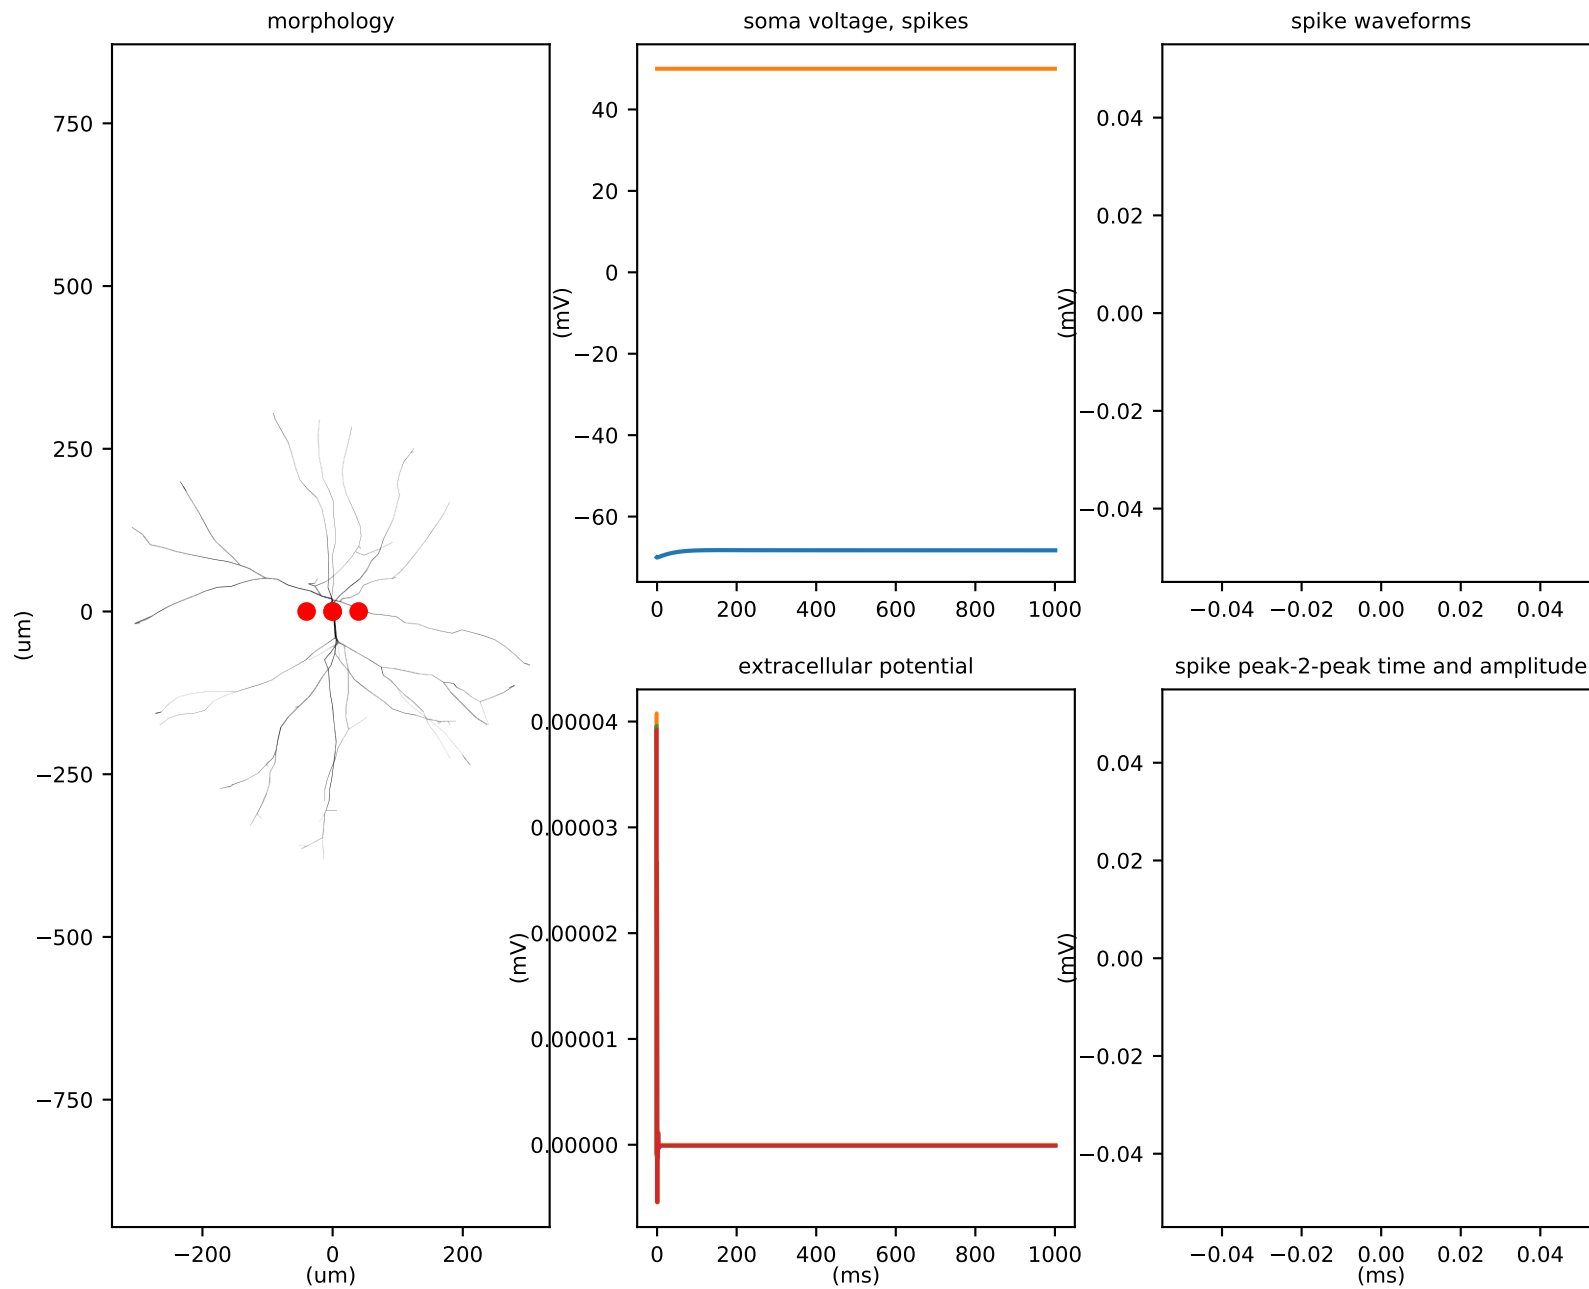 morphology
750
500
250
0
−250
−500
−750
(um)
−200 0 200
(um)
soma voltage, spikes
40
20
0
−20
−40
−60
(mV)
0 200 400 600 800 1000
spike waveforms
0.04
0.02
0.00
−0.02
−0.04
(mV)
−0.04 −0.02 0.00 0.02 0.04
extracellular potential
0.00004
0.00003
0.00002
0.00001
0.00000
(mV)
0 200 400 600 800 1000
(ms)
spike peak-2-peak time and amplitude
0.04
0.02
0.00
−0.02
−0.04
(mV)
−0.04 −0.02 0.00 0.02 0.04
(ms)